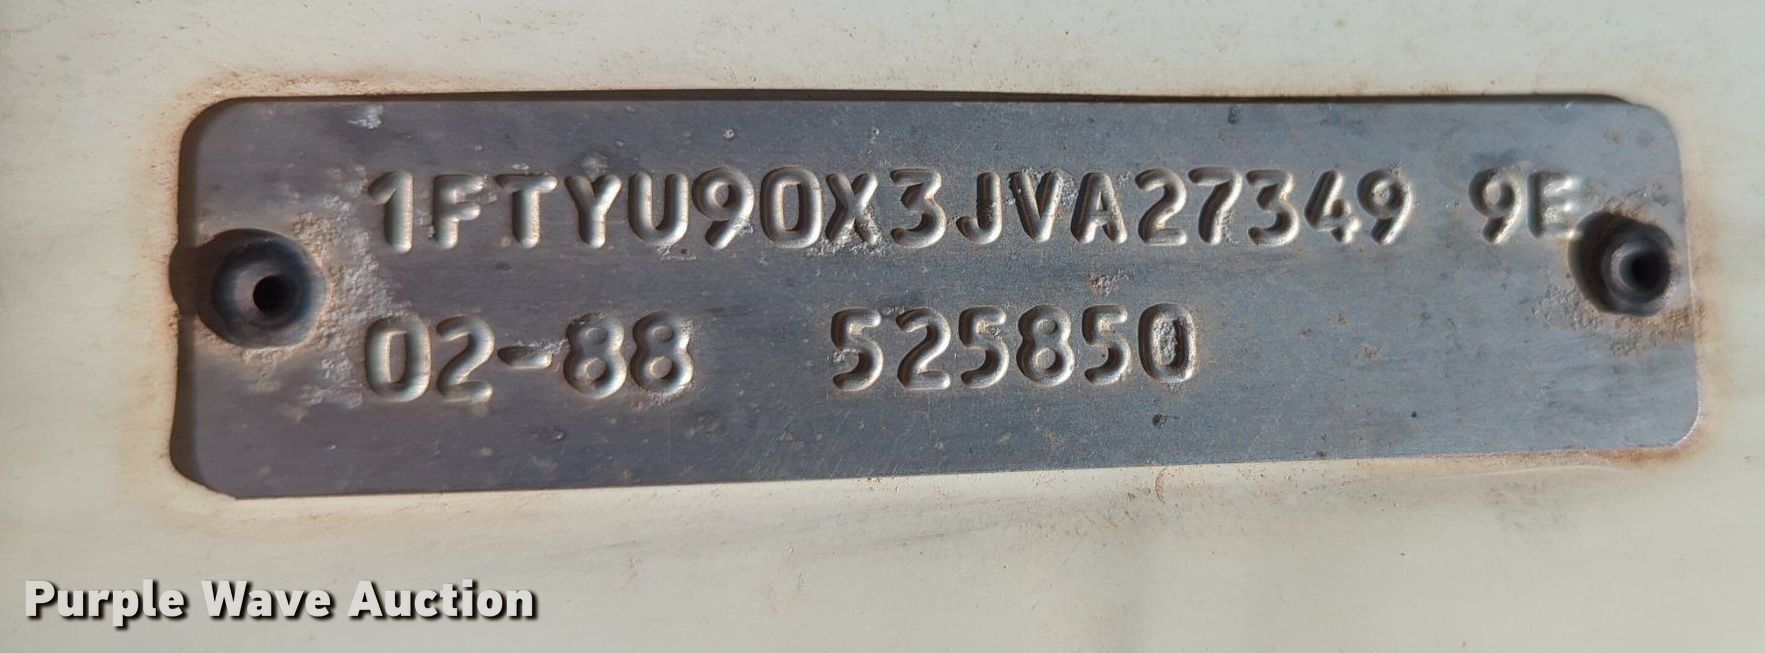 1FTYU90X3JVA27349 9E
02-88 525850
Purple Wave Auction